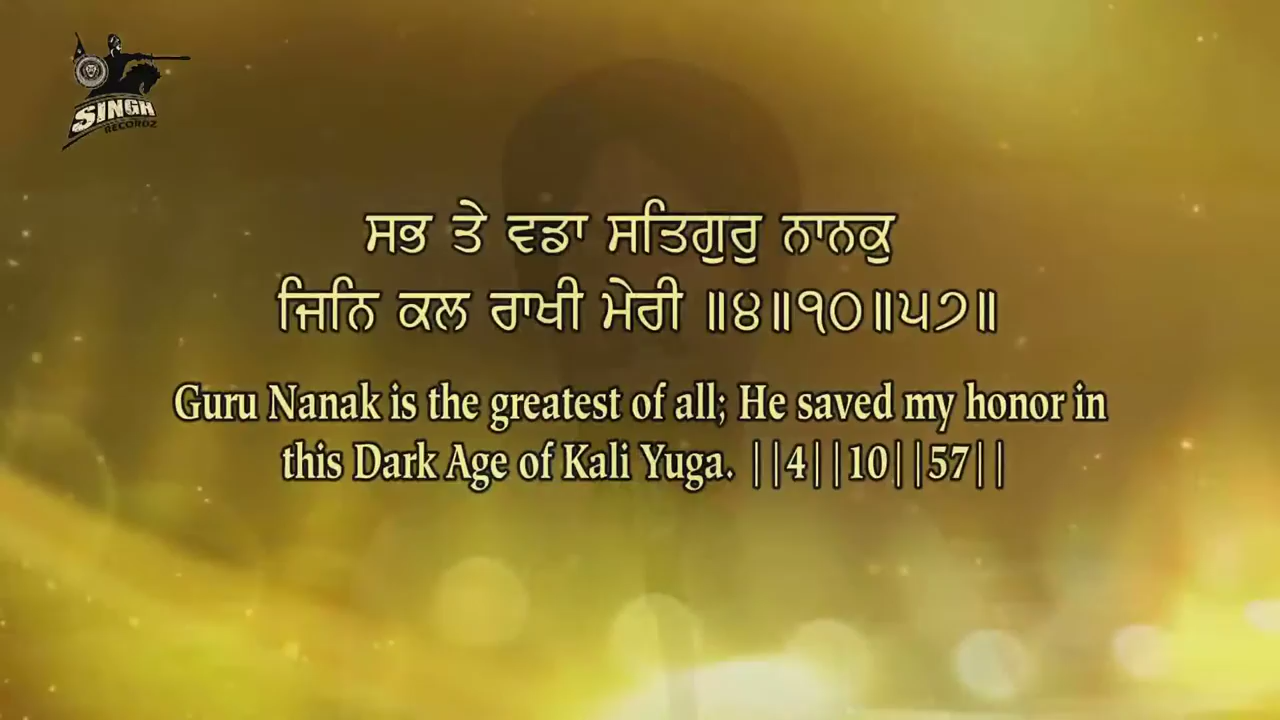 SINGH
RECORDZ
ਸਭ ਤੇ ਵਡਾ ਸਤਿਗੁਰੁ ਨਾਨਕੁ
ਜਿਨਿ ਕਲ ਰਾਖੀ ਮੇਰੀ ॥੪॥੧੦॥੫੭॥
Guru Nanak is the greatest of all; He saved my honor in
this Dark Age of Kali Yuga. ||4||10||57||